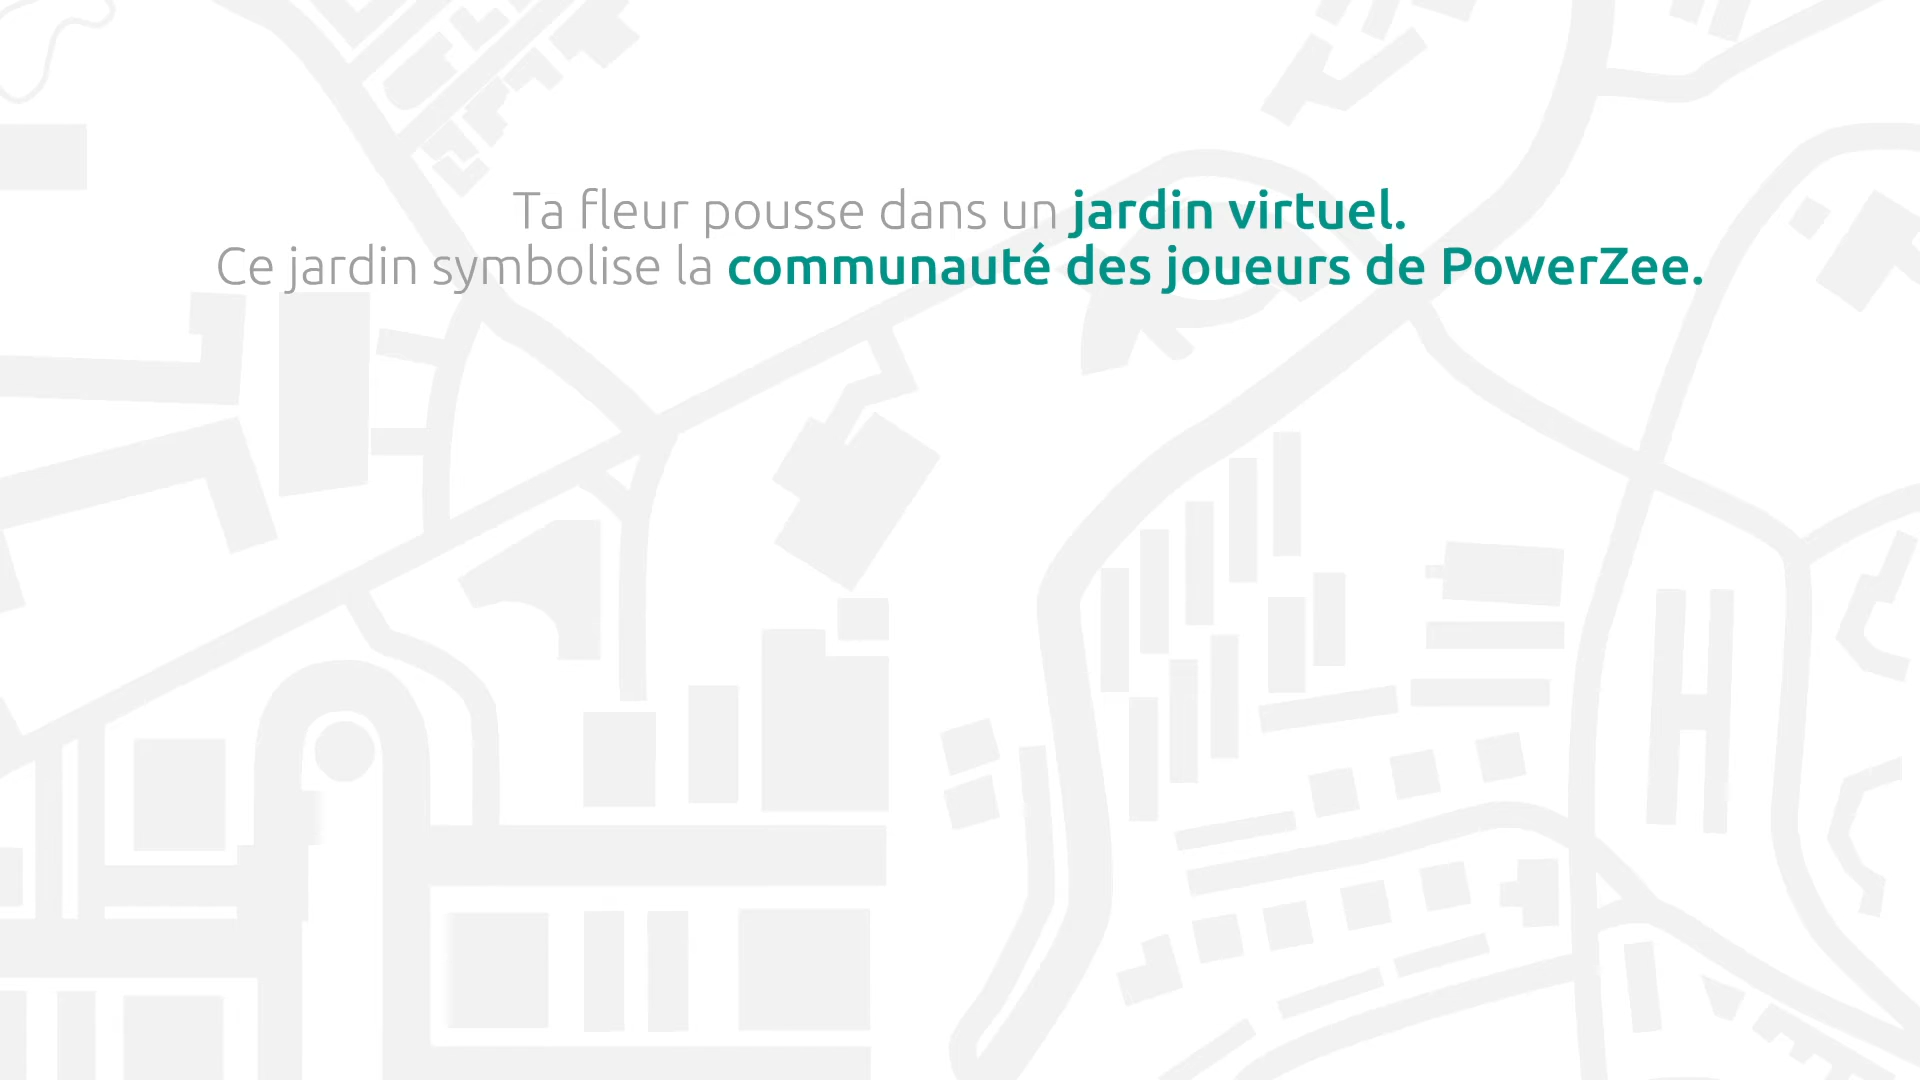 Ta fleur pousse dans un jardin virtuel.
Ce jardin symbolise la communauté des joueurs de PowerZee.